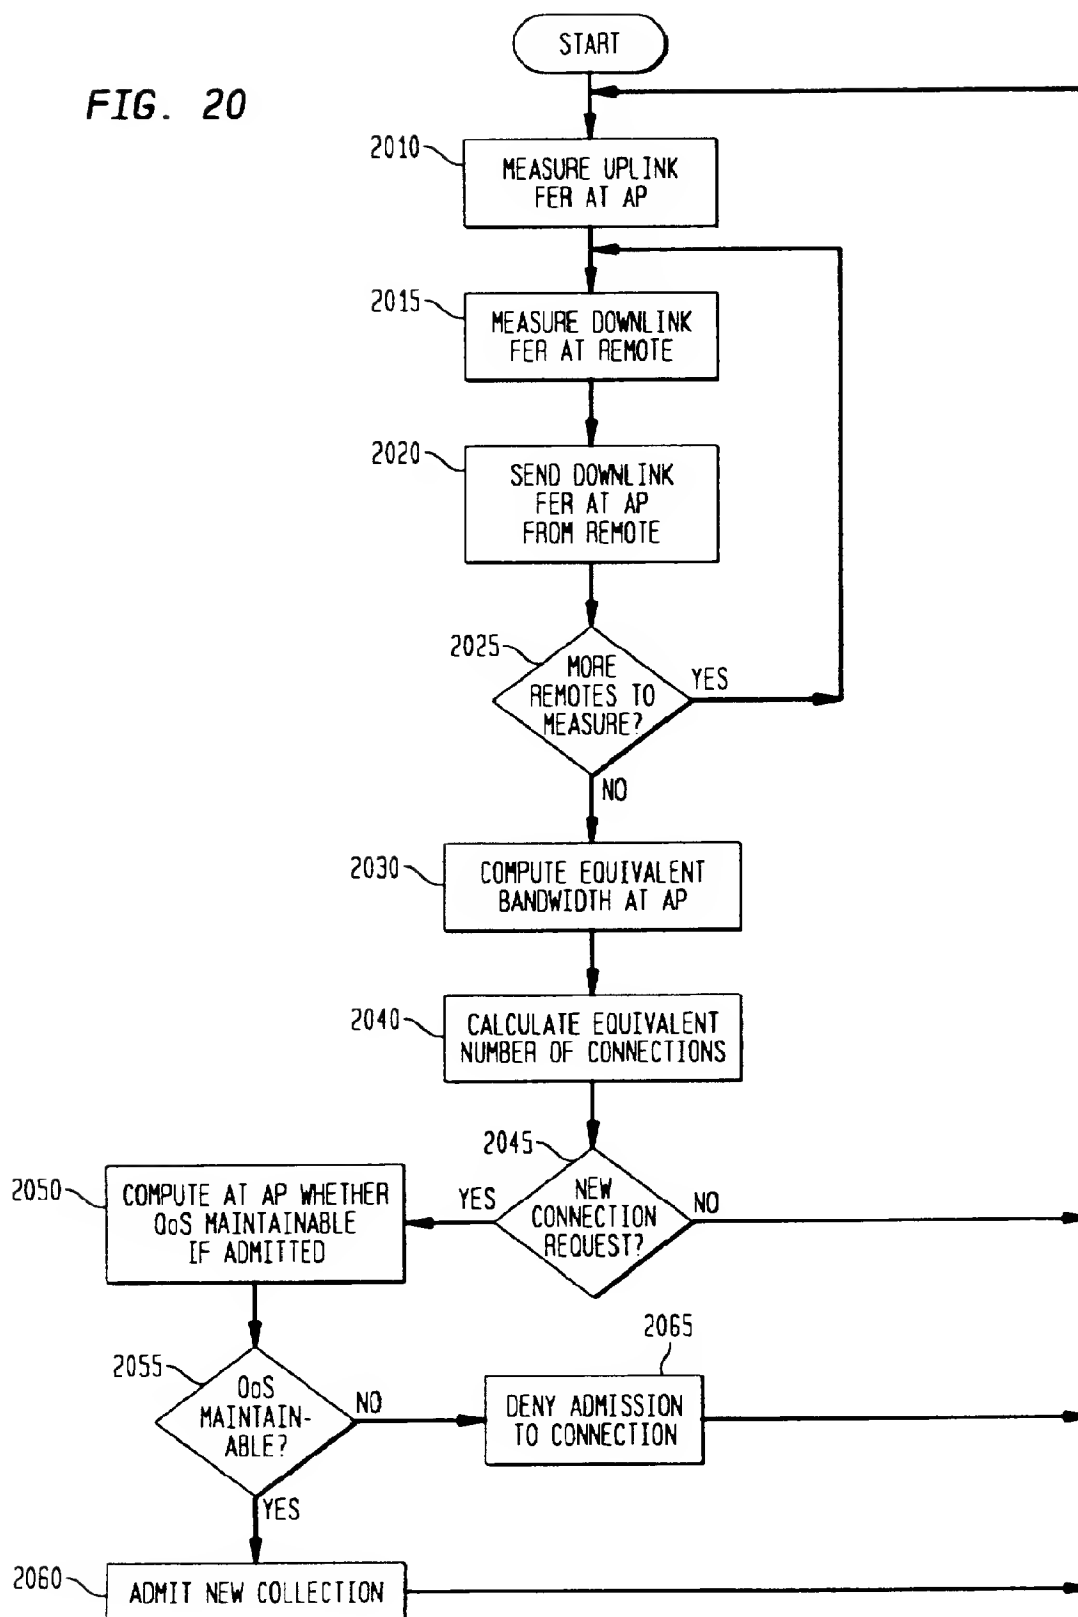 START
FIG. 20
2010
MEASURE UPLINK
FER AT AP
2015
MEASURE DOWNLINK
FER AT REMOTE
2020
SEND DOWNLINK
FER AT AP
FROM REMOTE
2025
MORE
REMOTES TO
MEASURE?
YES
NO
2030
COMPUTE EQUIVALENT
BANDWIDTH AT AP
2040
CALCULATE EQUIVALENT
NUMBER OF CONNECTIONS
2045
NEW
CONNECTION
REQUEST?
YES
NO
2050
COMPUTE AT AP WHETHER
QoS MAINTAINABLE
IF ADMITTED
2055
QoS
MAINTAIN-
ABLE?
NO
YES
2065
DENY ADMISSION
TO CONNECTION
2060
ADMIT NEW COLLECTION